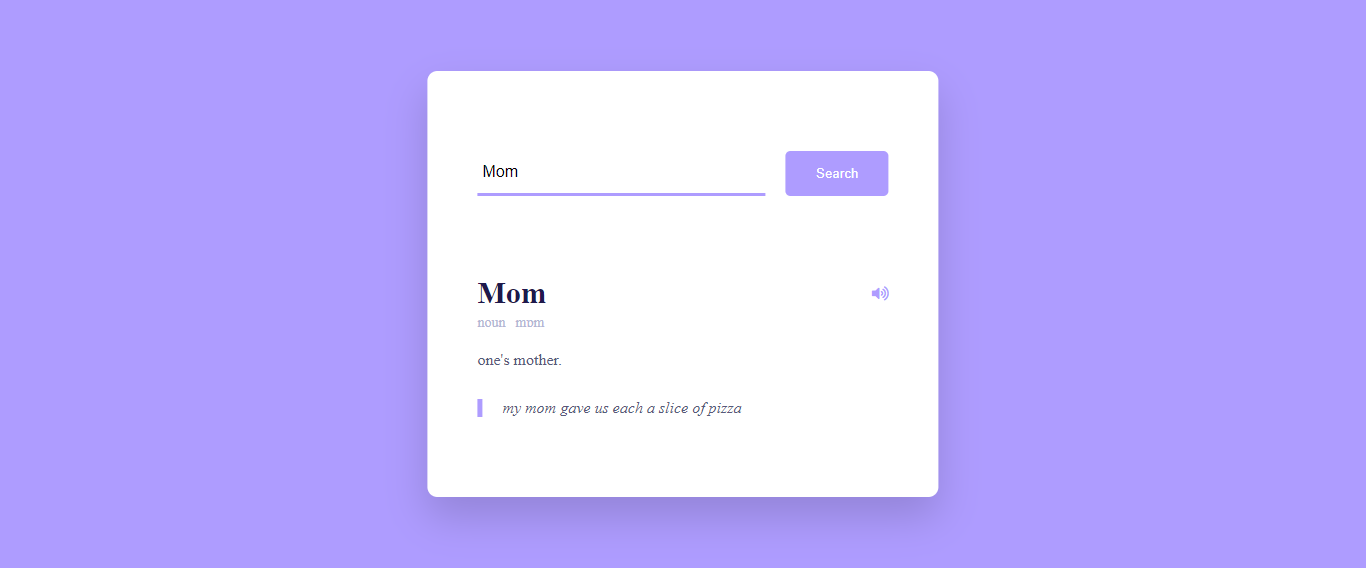 Mom
Search
Mom
noun mɒm
one's mother.
my mom gave us each a slice of pizza